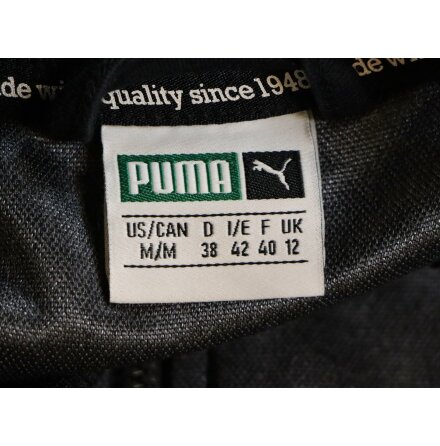 quality since 1948
PUMA
US/CAN D I/E F UK
M/M 38 42 40 12